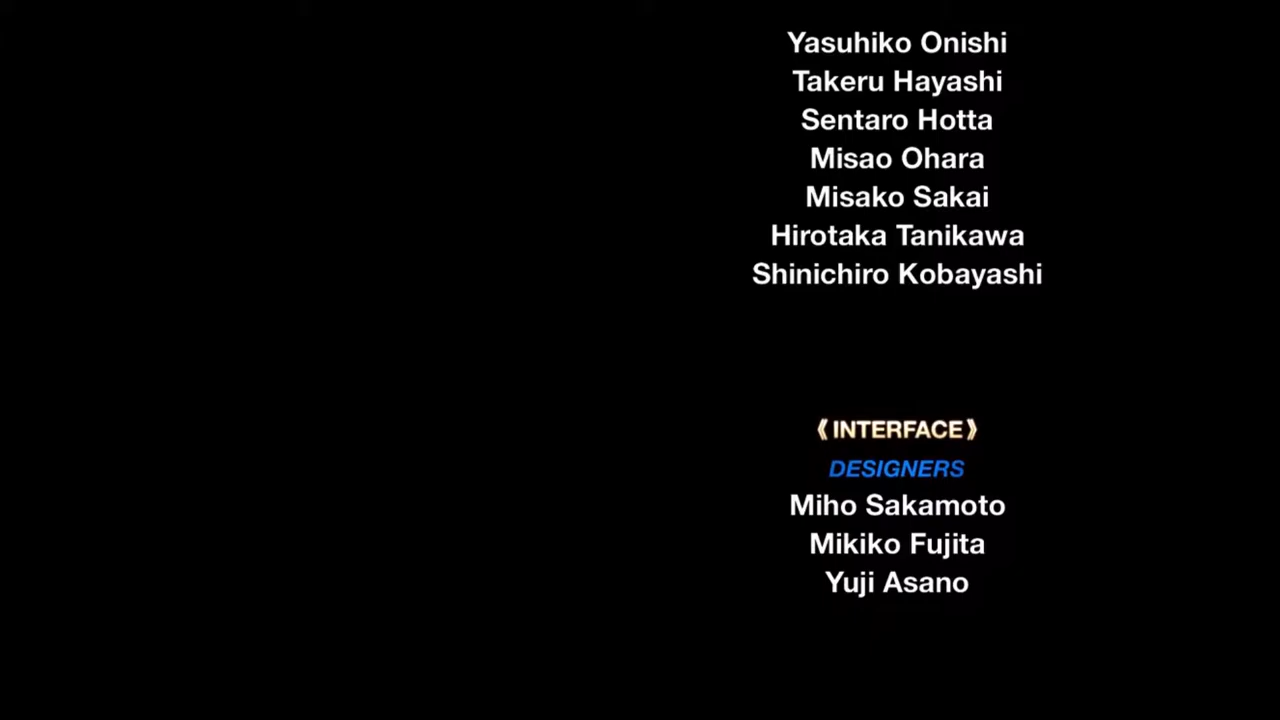 Yasuhiko Onishi
Takeru Hayashi
Sentaro Hotta
Misao Ohara
Misako Sakai
Hirotaka Tanikawa
Shinichiro Kobayashi
《INTERFACE》
DESIGNERS
Miho Sakamoto
Mikiko Fujita
Yuji Asano